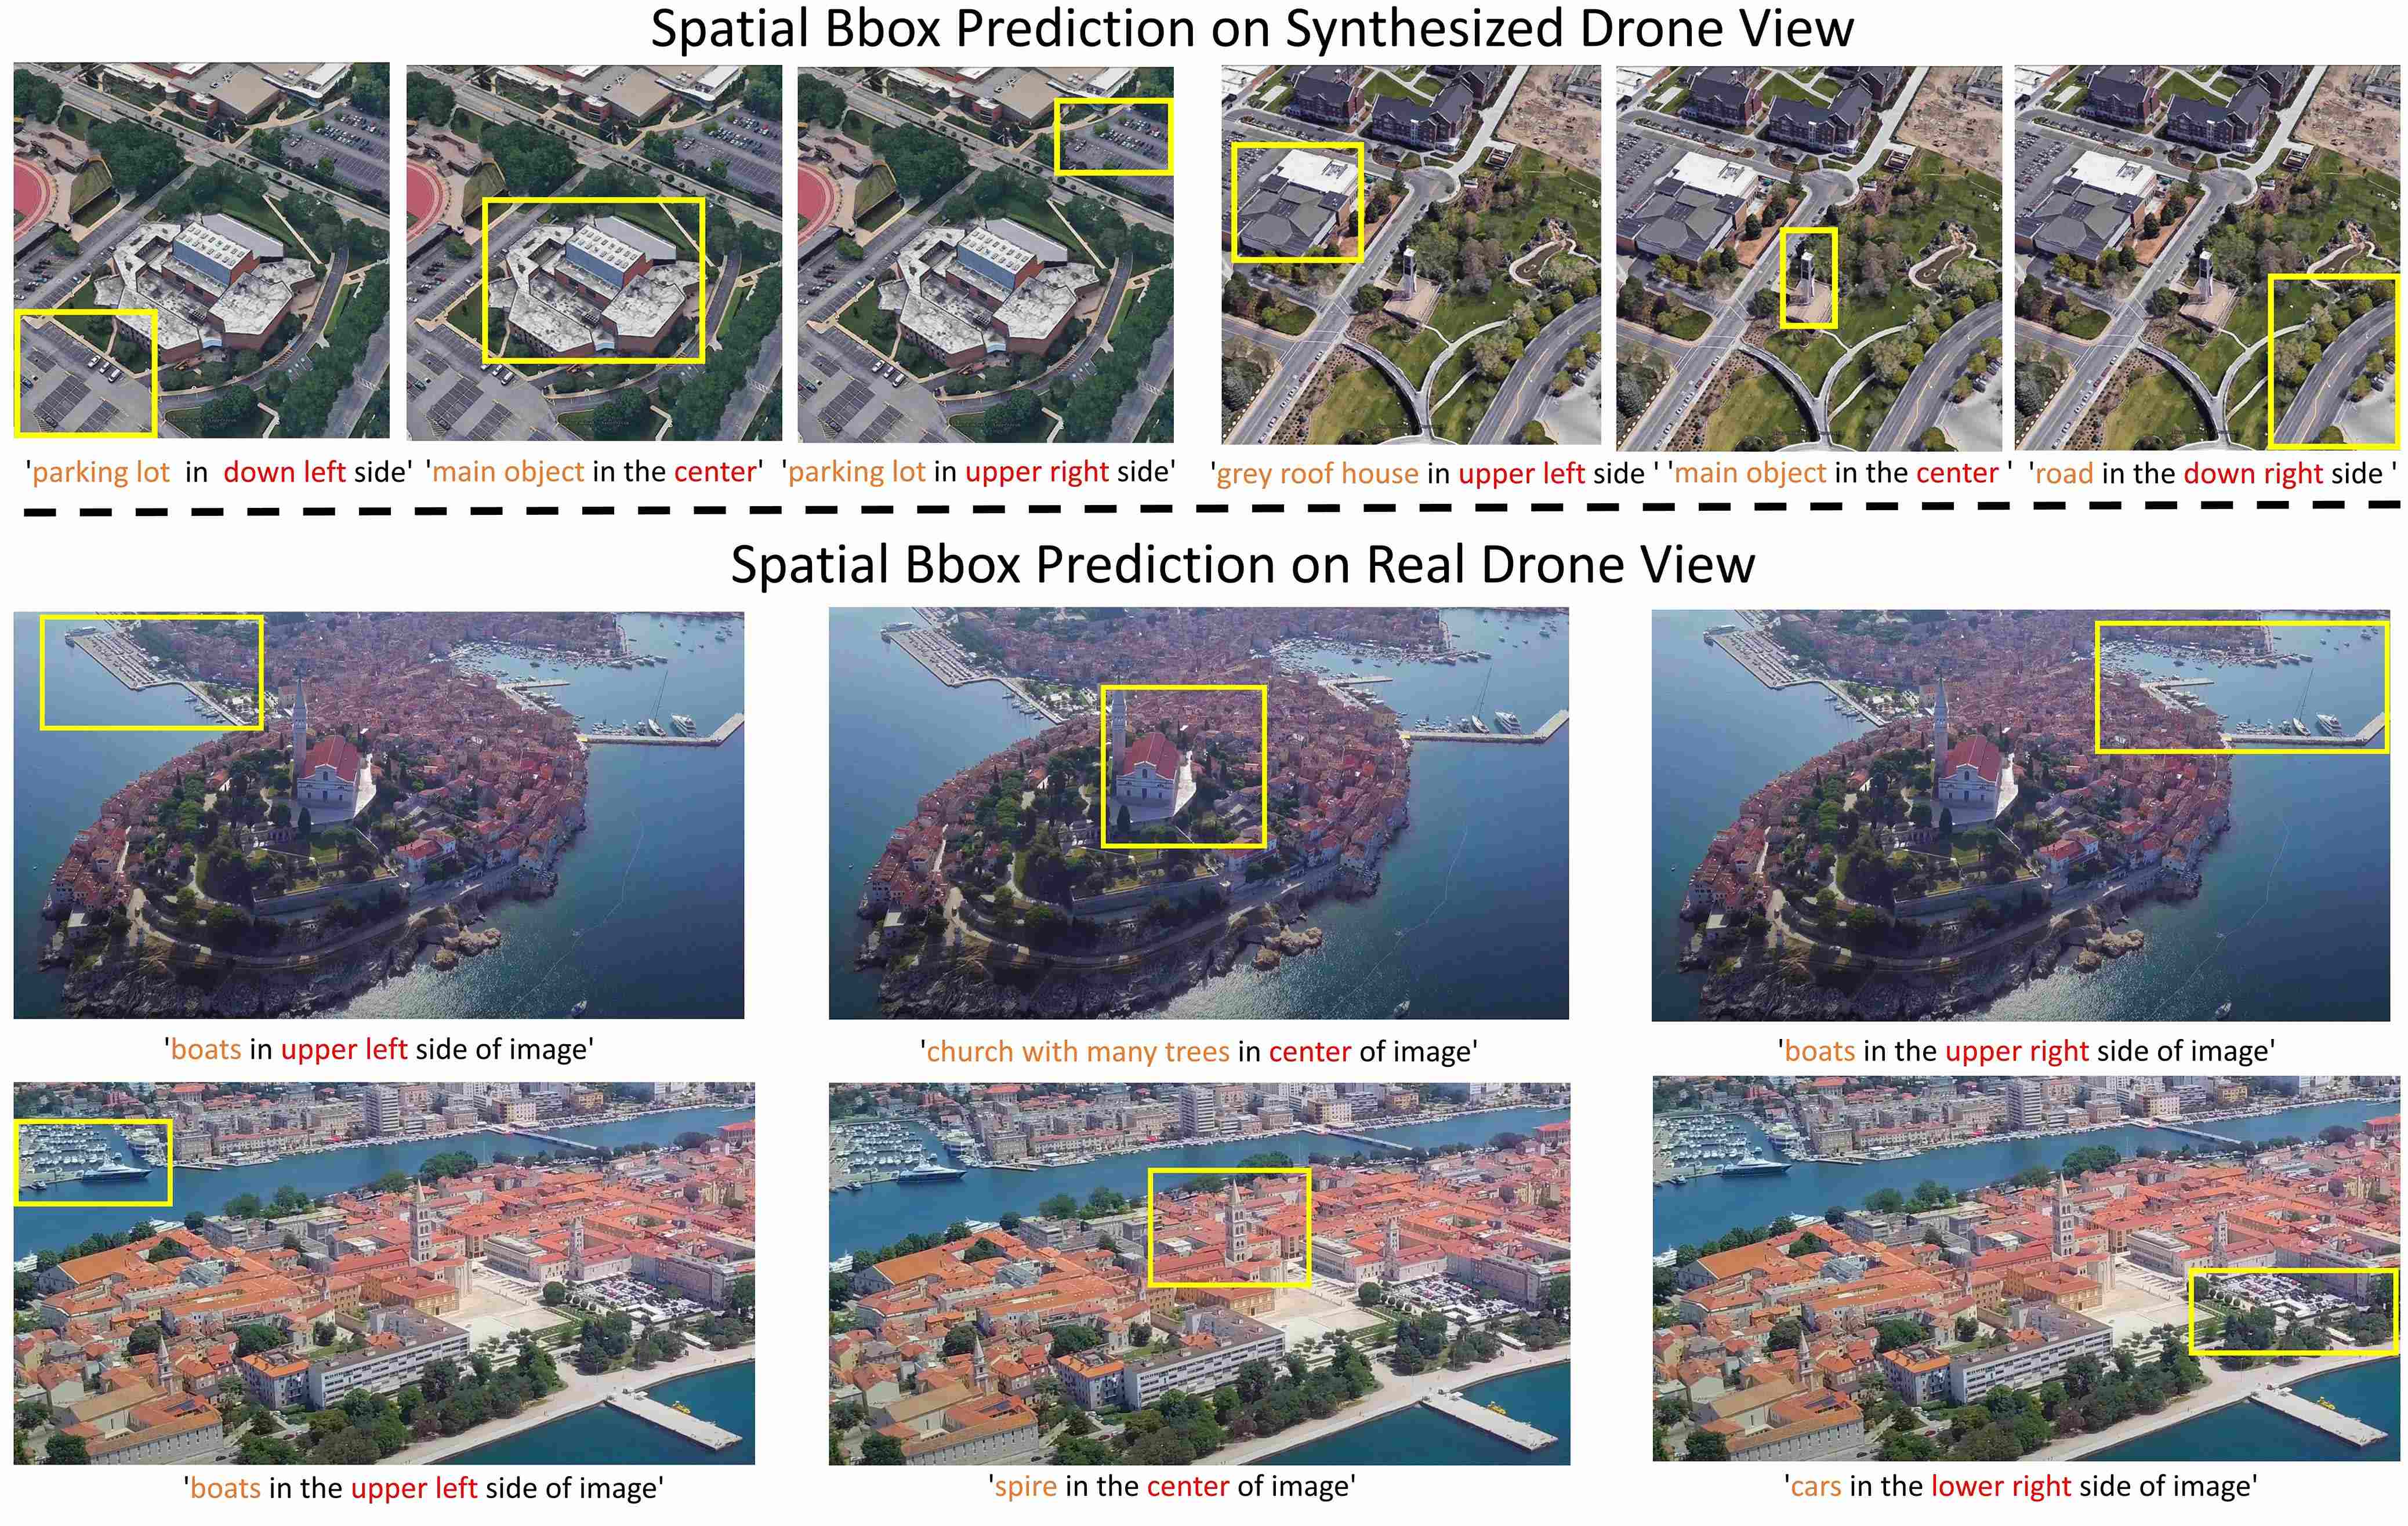 Spatial Bbox Prediction on Synthesized Drone View
'parking lot in down left side' 'main object in the center' 'parking lot in upper right side' 'grey roof house in upper left side ' 'main object in the center ' 'road in the down right side '
Spatial Bbox Prediction on Real Drone View
'boats in upper left side of image' 'church with many trees in center of image' 'boats in the upper right side of image'
'boats in the upper left side of image' 'spire in the center of image' 'cars in the lower right side of image'